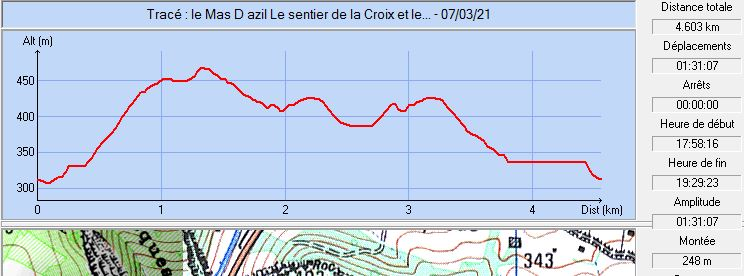 Tracé : le Mas D azil Le sentier de la Croix et le... - 07/03/21
Alt (m)
450
400
350
300
0
1
2
3
4
Dist (km)
Distance totale
4.603 km
Déplacements
01:31:07
Arrêts
00:00:00
Heure de début
17:58:16
Heure de fin
19:29:23
Amplitude
01:31:07
Montée
248 m
343